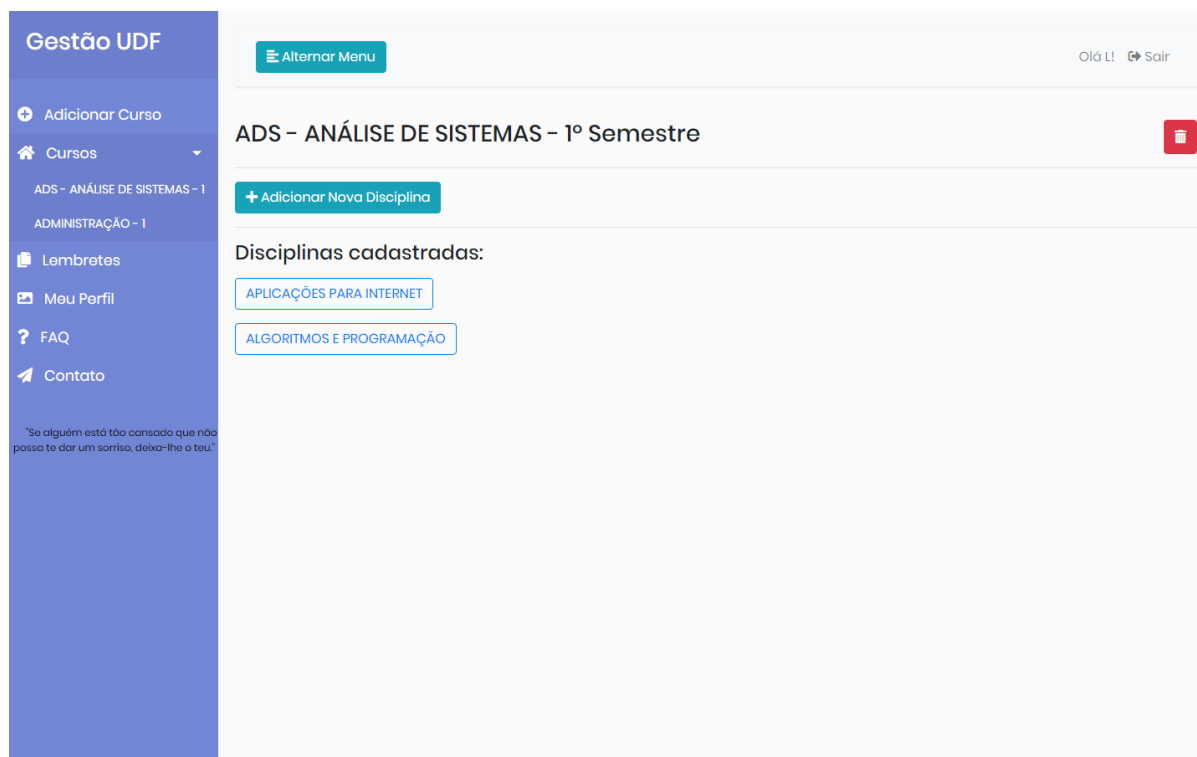 Gestão UDF
Alternar Menu
Olá L! Sair
Adicionar Curso
Cursos
ADS - ANÁLISE DE SISTEMAS - 1
ADMINISTRAÇÃO - 1
Lembretes
Meu Perfil
FAQ
Contato
"Se alguém está tão cansado que não
possa te dar um sorriso, deixa-lhe o teu."
ADS - ANÁLISE DE SISTEMAS - 1º Semestre
Adicionar Nova Disciplina
Disciplinas cadastradas:
APLICAÇÕES PARA INTERNET
ALGORITMOS E PROGRAMAÇÃO